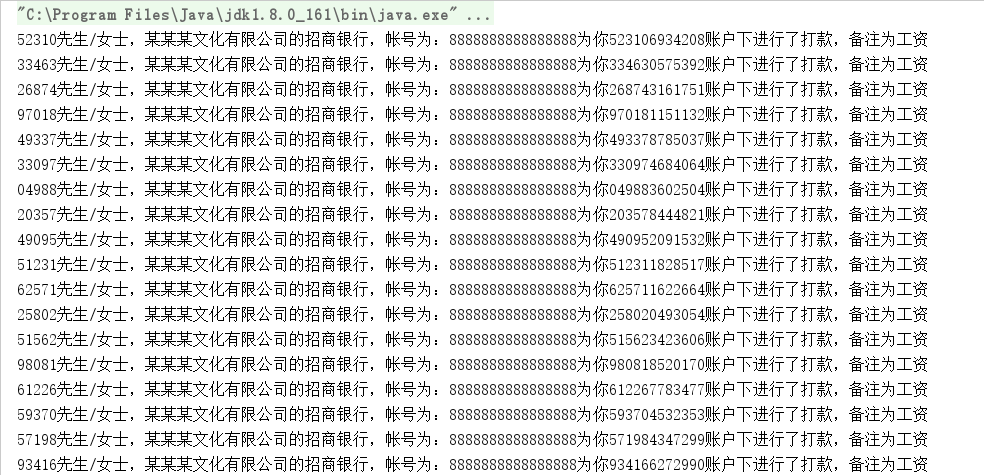 "C:\Program Files\Java\jdk1.8.0_161\bin\java.exe" ...
52310先生/女士，某某某文化有限公司的招商银行，帐号为：8888888888888888为你523106934208账户下进行了打款，备注为工资
33463先生/女士，某某某文化有限公司的招商银行，帐号为：8888888888888888为你334630575392账户下进行了打款，备注为工资
26874先生/女士，某某某文化有限公司的招商银行，帐号为：8888888888888888为你268743161751账户下进行了打款，备注为工资
97018先生/女士，某某某文化有限公司的招商银行，帐号为：8888888888888888为你970181151132账户下进行了打款，备注为工资
49337先生/女士，某某某文化有限公司的招商银行，帐号为：8888888888888888为你493378785037账户下进行了打款，备注为工资
33097先生/女士，某某某文化有限公司的招商银行，帐号为：8888888888888888为你330974684064账户下进行了打款，备注为工资
04988先生/女士，某某某文化有限公司的招商银行，帐号为：8888888888888888为你049883602504账户下进行了打款，备注为工资
20357先生/女士，某某某文化有限公司的招商银行，帐号为：8888888888888888为你203578444821账户下进行了打款，备注为工资
49095先生/女士，某某某文化有限公司的招商银行，帐号为：8888888888888888为你490952091532账户下进行了打款，备注为工资
51231先生/女士，某某某文化有限公司的招商银行，帐号为：8888888888888888为你512311828517账户下进行了打款，备注为工资
62571先生/女士，某某某文化有限公司的招商银行，帐号为：8888888888888888为你625711622664账户下进行了打款，备注为工资
25802先生/女士，某某某文化有限公司的招商银行，帐号为：8888888888888888为你258020493054账户下进行了打款，备注为工资
51562先生/女士，某某某文化有限公司的招商银行，帐号为：8888888888888888为你515623423606账户下进行了打款，备注为工资
98081先生/女士，某某某文化有限公司的招商银行，帐号为：8888888888888888为你980818520170账户下进行了打款，备注为工资
61226先生/女士，某某某文化有限公司的招商银行，帐号为：8888888888888888为你612267783477账户下进行了打款，备注为工资
59370先生/女士，某某某文化有限公司的招商银行，帐号为：8888888888888888为你593704532353账户下进行了打款，备注为工资
57198先生/女士，某某某文化有限公司的招商银行，帐号为：8888888888888888为你571984347299账户下进行了打款，备注为工资
93416先生/女士，某某某文化有限公司的招商银行，帐号为：8888888888888888为你934166272990账户下进行了打款，备注为工资